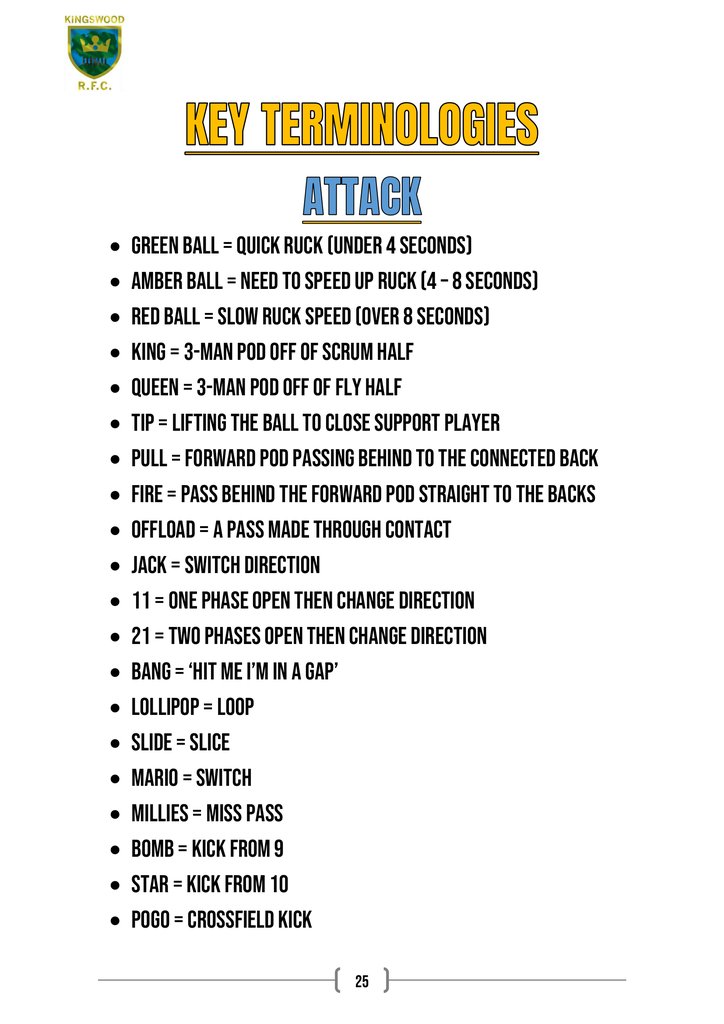 KINGSWOOD
R.F.C.
KEY TERMINOLOGIES
ATTACK
• GREEN BALL = QUICK RUCK (UNDER 4 SECONDS)
• AMBER BALL = NEED TO SPEED UP RUCK (4 – 8 SECONDS)
• RED BALL = SLOW RUCK SPEED (OVER 8 SECONDS)
• KING = 3-MAN POD OFF OF SCRUM HALF
• QUEEN = 3-MAN POD OFF OF FLY HALF
• TIP = LIFTING THE BALL TO CLOSE SUPPORT PLAYER
• PULL = FORWARD POD PASSING BEHIND TO THE CONNECTED BACK
• FIRE = PASS BEHIND THE FORWARD POD STRAIGHT TO THE BACKS
• OFFLOAD = A PASS MADE THROUGH CONTACT
• JACK = SWITCH DIRECTION
• 11 = ONE PHASE OPEN THEN CHANGE DIRECTION
• 21 = TWO PHASES OPEN THEN CHANGE DIRECTION
• BANG = ‘HIT ME I’M IN A GAP’
• LOLLIPOP = LOOP
• SLIDE = SLICE
• MARIO = SWITCH
• MILLIES = MISS PASS
• BOMB = KICK FROM 9
• STAR = KICK FROM 10
• POGO = CROSSFIELD KICK
25